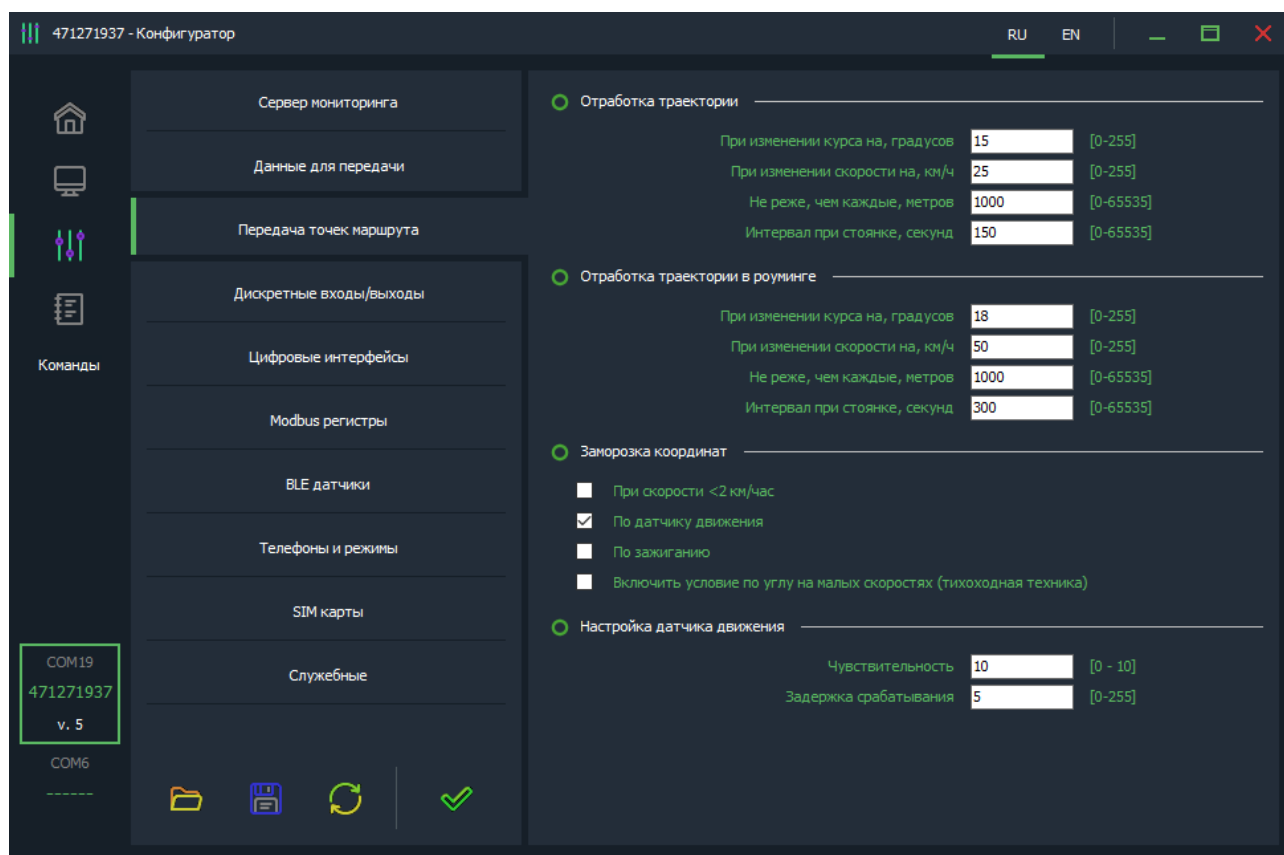 471271937 - Конфигуратор
RU EN
Сервер мониторинга
Данные для передачи
Передача точек маршрута
Дискретные входы/выходы
Цифровые интерфейсы
Modbus регистры
BLE датчики
Телефоны и режимы
SIM карты
Служебные
Команды
COM19
471271937
v. 5
COM6
------
Отработка траектории
При изменении курса на, градусов 15 [0-255]
При изменении скорости на, км/ч 25 [0-255]
Не реже, чем каждые, метров 1000 [0-65535]
Интервал при стоянке, секунд 150 [0-65535]
Отработка траектории в роуминге
При изменении курса на, градусов 18 [0-255]
При изменении скорости на, км/ч 50 [0-255]
Не реже, чем каждые, метров 1000 [0-65535]
Интервал при стоянке, секунд 300 [0-65535]
Заморозка координат
При скорости <2 км/час
По датчику движения
По зажиганию
Включить условие по углу на малых скоростях (тихоходная техника)
Настройка датчика движения
Чувствительность 10 [0 - 10]
Задержка срабатывания 5 [0-255]